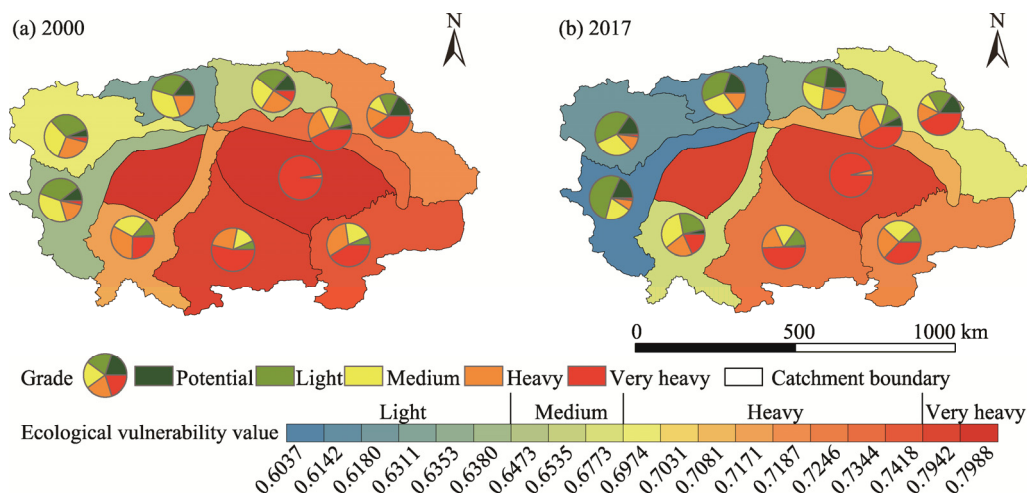 (a) 2000
N
(b) 2017
N
0 500 1000 km
Grade Potential Light Medium Heavy Very heavy Catchment boundary
Light Medium Heavy Very heavy
Ecological vulnerability value
0.6037 0.6142 0.6180 0.6311 0.6353 0.6380 0.6473 0.6535 0.6773 0.6974 0.7031 0.7081 0.7171 0.7187 0.7246 0.7344 0.7418 0.7942 0.7988